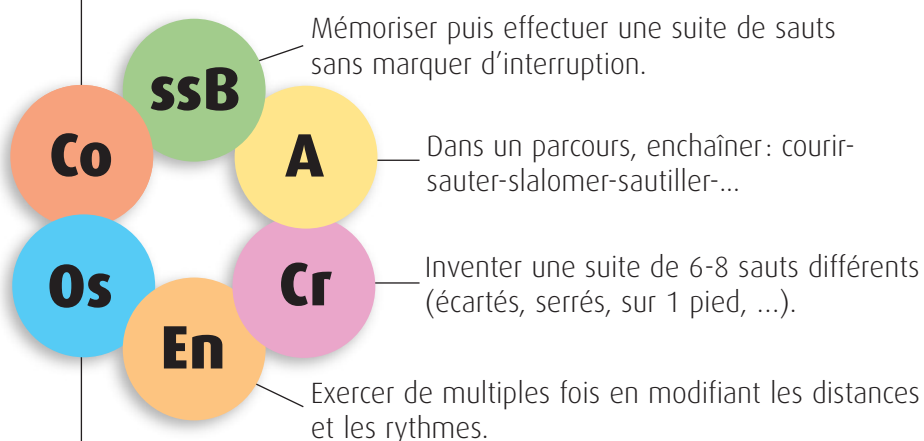 Mémoriser puis effectuer une suite de sauts
sans marquer d'interruption.
ssB
Co
A
Dans un parcours, enchaîner : courir-
sauter-slalomer-sautiller-...
Os
Cr
Inventer une suite de 6-8 sauts différents
(écartés, serrés, sur 1 pied, ...).
En
Exercer de multiples fois en modifiant les distances
et les rythmes.